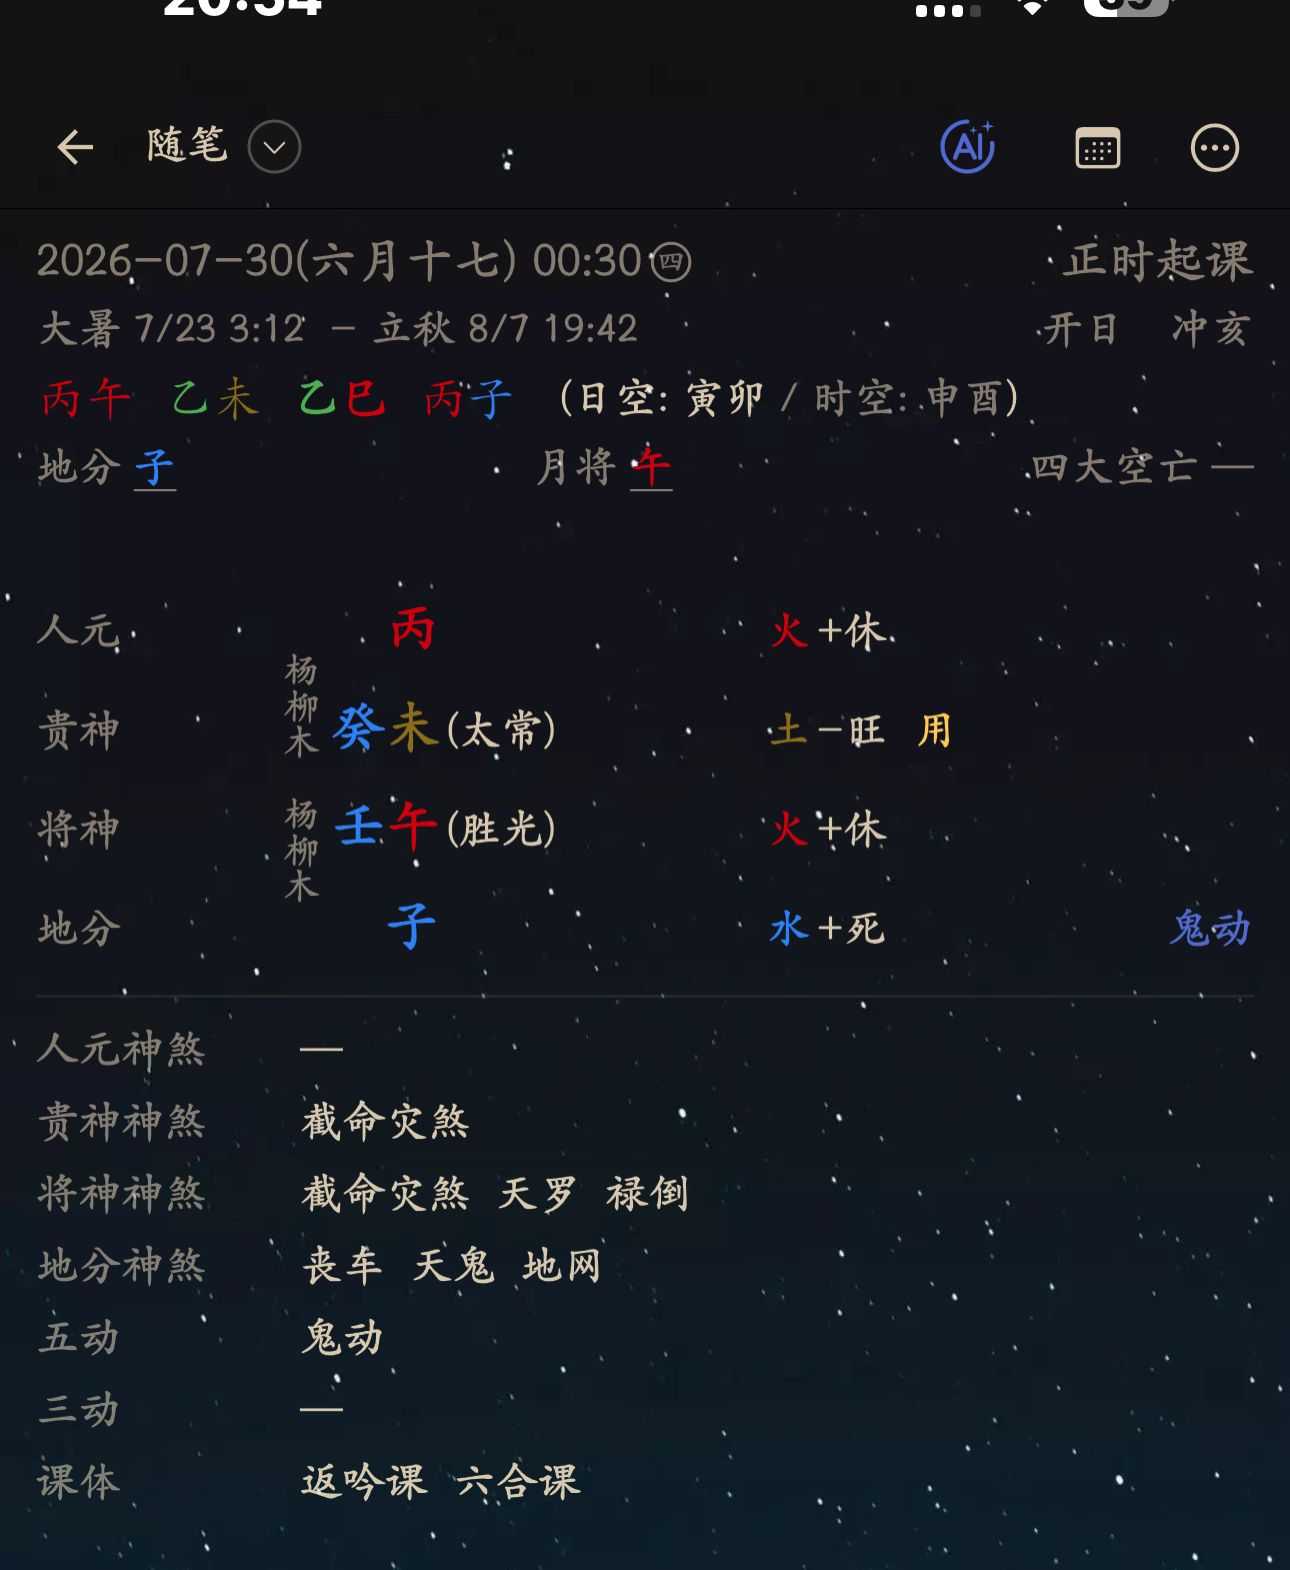 20:34
随笔 AI
2026-07-30(六月十七) 00:30 四 正时起课
大暑 7/23 3:12 - 立秋 8/7 19:42 开日 冲亥
丙午 乙未 乙巳 丙子 (日空: 寅卯 / 时空: 申酉)
地分 子 月将 午 四大空亡 —
人元 丙 火+休
贵神 杨柳木 癸未(太常) 土-旺 用
将神 杨柳木 壬午(胜光) 火+休
地分 子 水+死 鬼动
人元神煞 —
贵神神煞 截命灾煞
将神神煞 截命灾煞 天罗 禄倒
地分神煞 丧车 天鬼 地网
五动 鬼动
三动 —
课体 返吟课 六合课